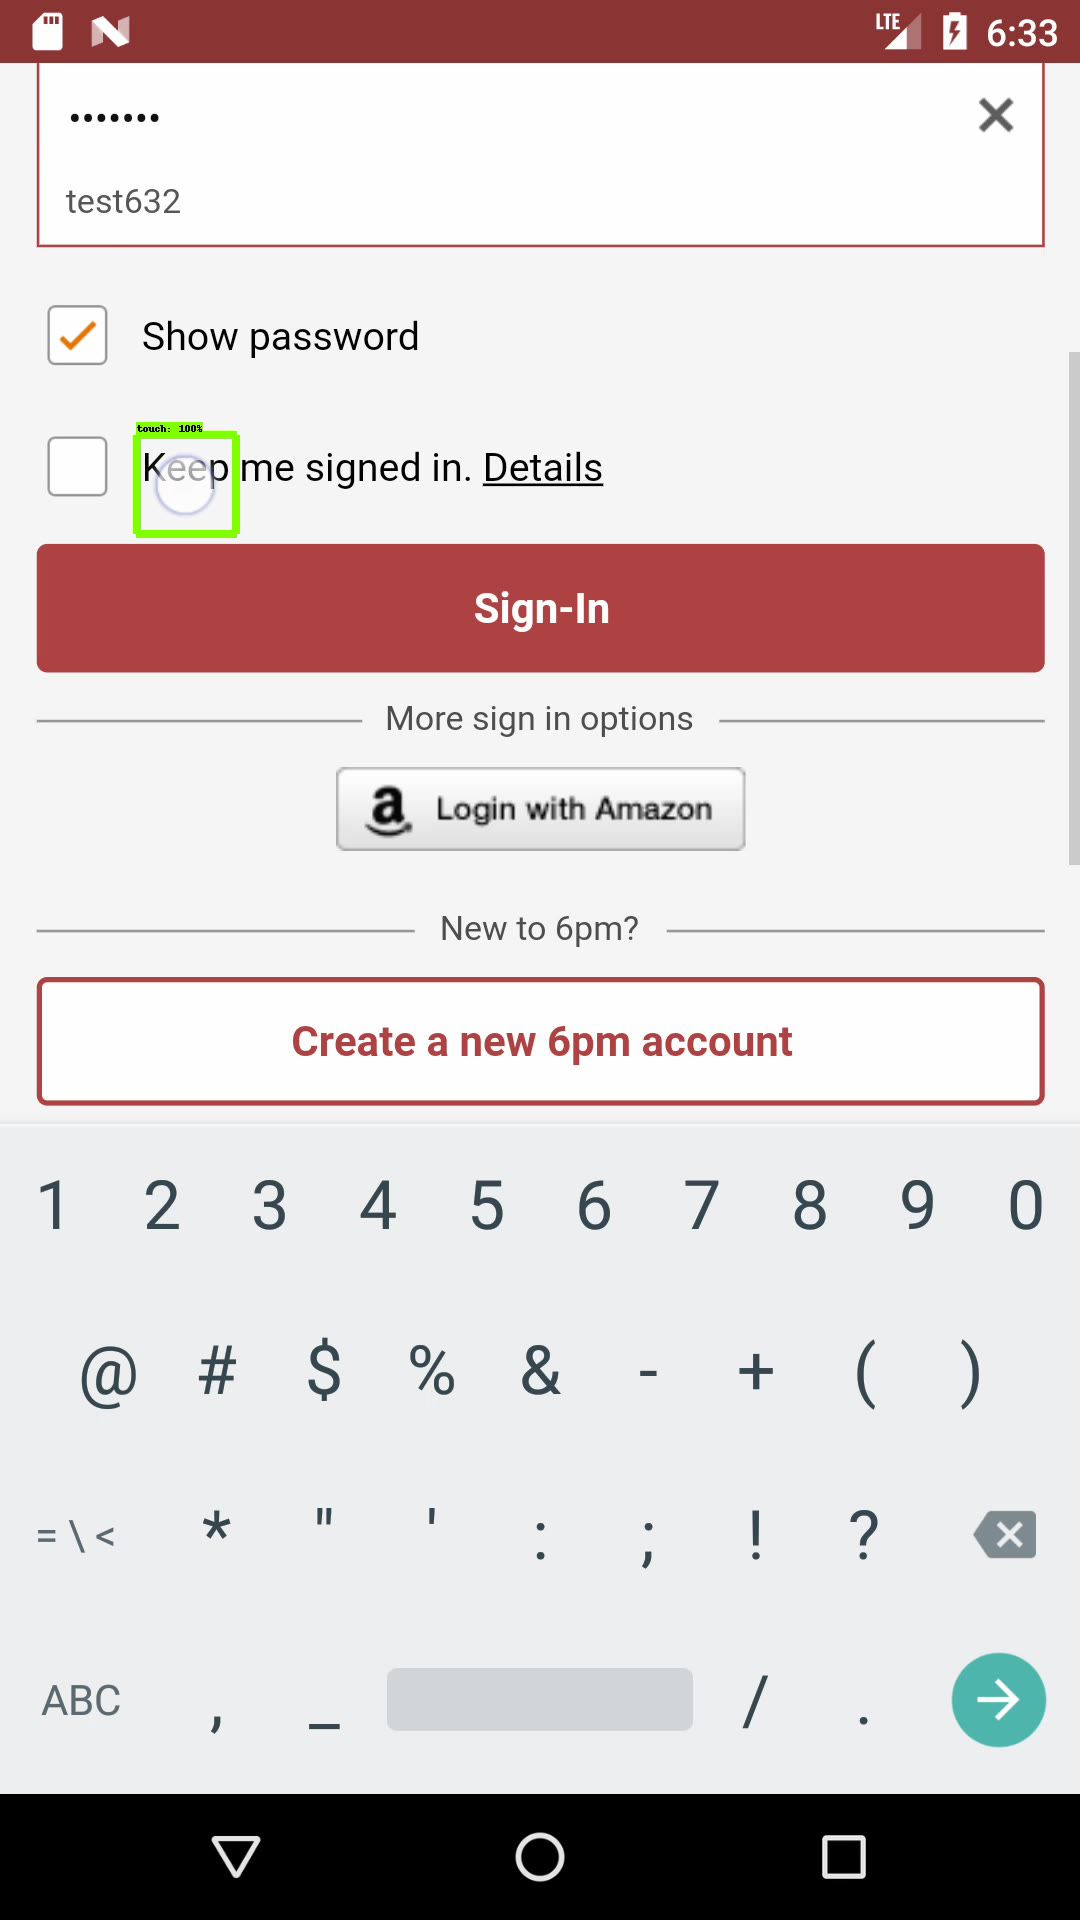 LTE 6:33
•••••••
test632
Show password
touch: 100%
Keep me signed in. Details
Sign-In
More sign in options
a Login with Amazon
New to 6pm?
Create a new 6pm account
1 2 3 4 5 6 7 8 9 0
@ # $ % & - + ( )
= \ < * " ' : ; ! ?
ABC , _ / .